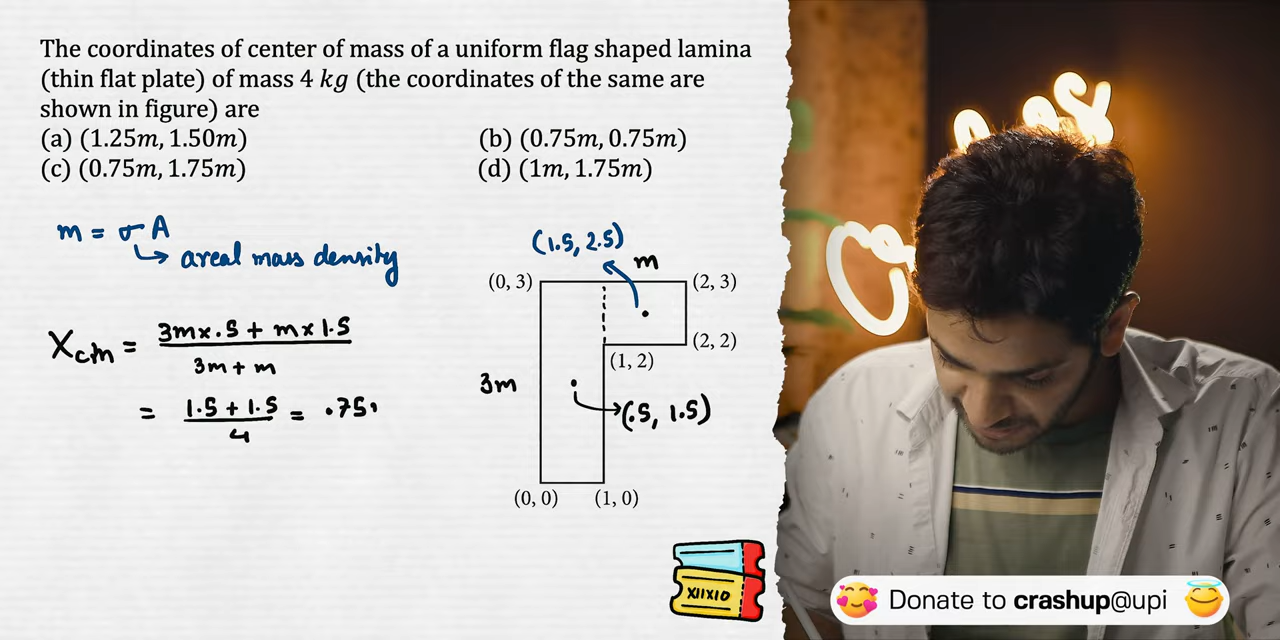 The coordinates of center of mass of a uniform flag shaped lamina
(thin flat plate) of mass 4 kg (the coordinates of the same are
shown in figure) are
(a) (1.25m, 1.50m)
(b) (0.75m, 0.75m)
(c) (0.75m, 1.75m)
(d) (1m, 1.75m)
m = σ A
↳ areal mass density
Xcm = 3m×.5 + m×1.5
3m + m
= 1.5 + 1.5 = .75
4
(1.5, 2.5)
m
(0, 3)
(2, 3)
(2, 2)
(1, 2)
3m
(.5, 1.5)
(0, 0)
(1, 0)
XIIXIO
Donate to crashup@upi